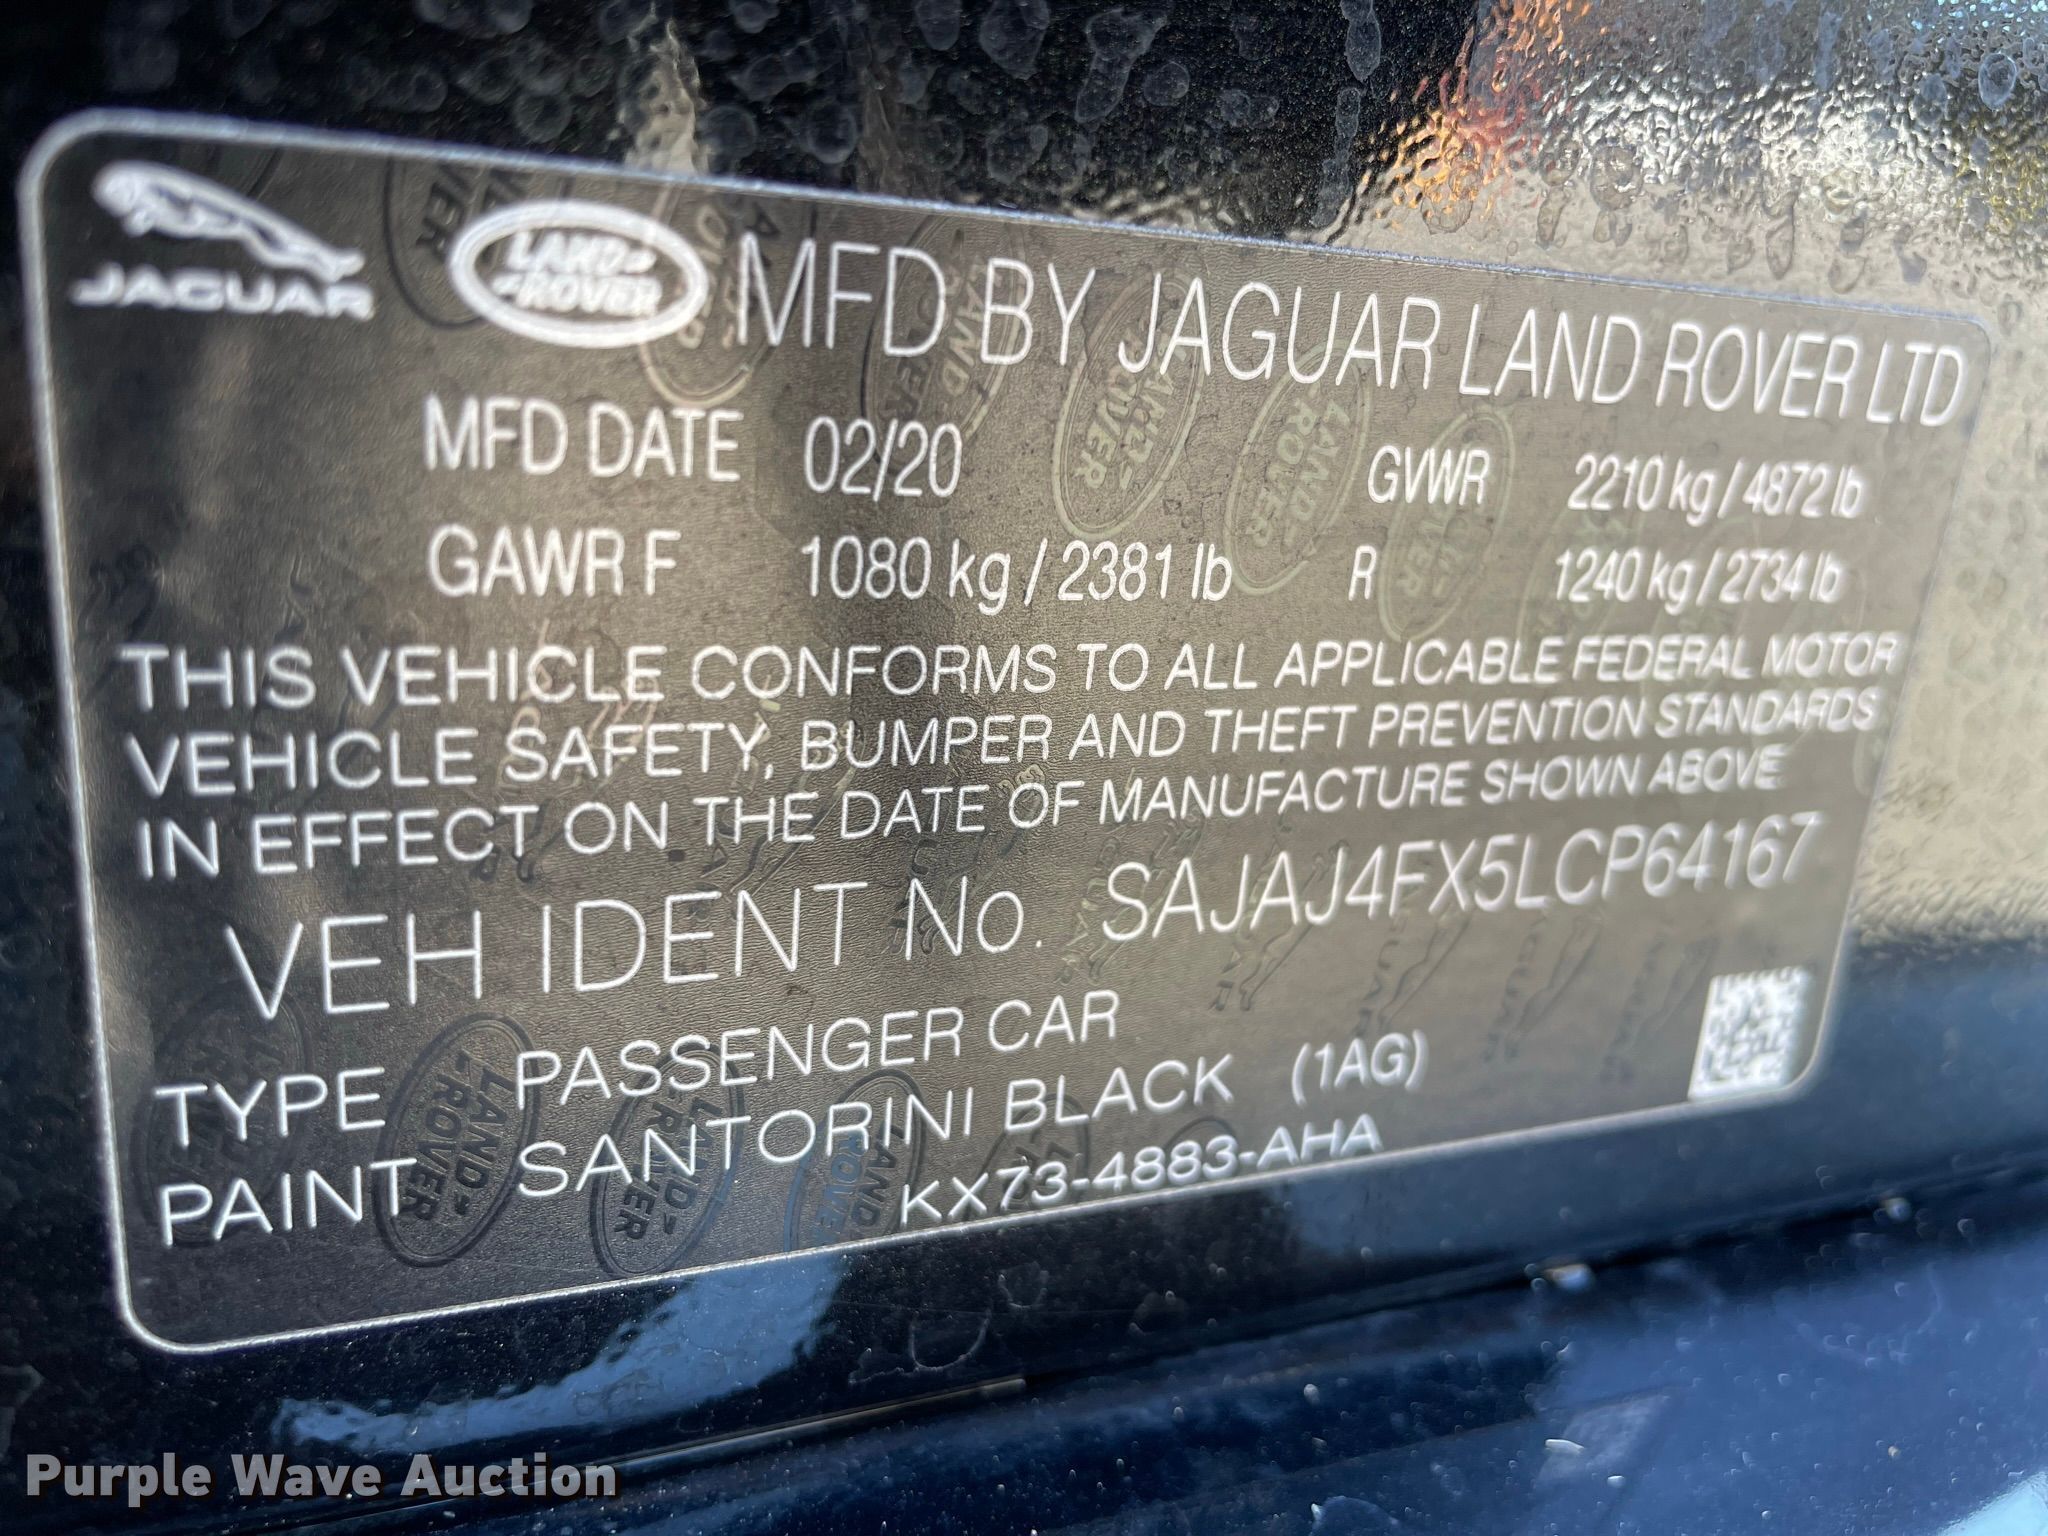 JAGUAR LAND-ROVER MFD BY JAGUAR LAND ROVER LTD
MFD DATE 02/20 GVWR 2210 kg / 4872 lb
GAWR F 1080 kg / 2381 lb R 1240 kg / 2734 lb
THIS VEHICLE CONFORMS TO ALL APPLICABLE FEDERAL MOTOR
VEHICLE SAFETY, BUMPER AND THEFT PREVENTION STANDARDS
IN EFFECT ON THE DATE OF MANUFACTURE SHOWN ABOVE
VEH IDENT No. SAJAJ4FX5LCP64167
TYPE PASSENGER CAR
PAINT SANTORINI BLACK (1AG)
KX73-4883-AHA
Purple Wave Auction